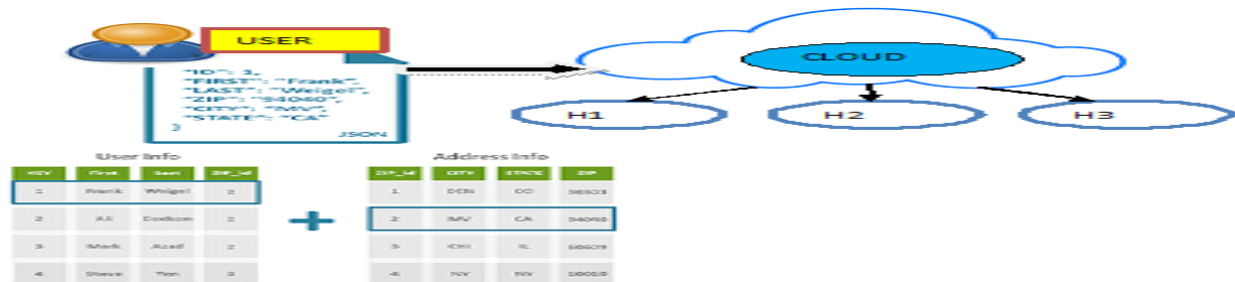 USER
CLOUD
"ID": 1,
"FIRST": "Frank",
"LAST": "Weigel",
"ZIP": "94040",
"CITY": "MV",
"STATE": "CA"
}
JSON
H1 H2 H3
User Info
KEY First Last ZIP_id
1 Frank Weigel 2
2 Ali Dodson 2
3 Mark Azad 2
4 Steve Yen 3
+
Address Info
ZIP_id CITY STATE ZIP
1 DEN CO
2 MV CA 94040
3 CHI IL 60609
4 NY NY 10010